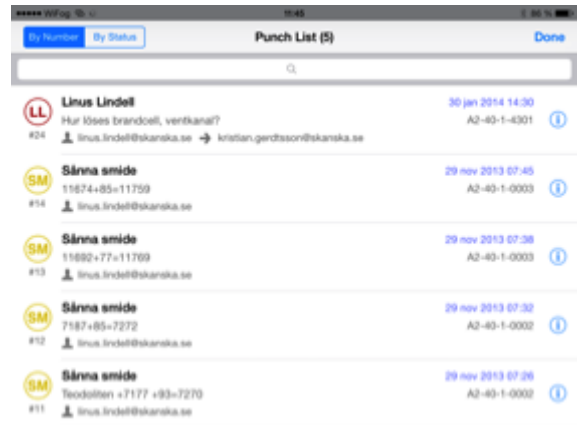 WiFog 11:45 86 %
By Number By Status Punch List (5) Done
LL Linus Lindell 30 jan 2014 14:30
Hur löses brandcell, ventkanal? A2-40-1-4301
#24 linus.lindell@skanska.se → kristian.gerdtsson@skanska.se
SM Sånna smide 29 nov 2013 07:45
11674+85=11759 A2-40-1-0003
#14 linus.lindell@skanska.se
SM Sånna smide 29 nov 2013 07:38
11692+77=11769 A2-40-1-0003
#13 linus.lindell@skanska.se
SM Sånna smide 29 nov 2013 07:32
7187+85=7272 A2-40-1-0002
#12 linus.lindell@skanska.se
SM Sånna smide 29 nov 2013 07:26
Teodoliten +7177 +93=7270 A2-40-1-0002
#11 linus.lindell@skanska.se